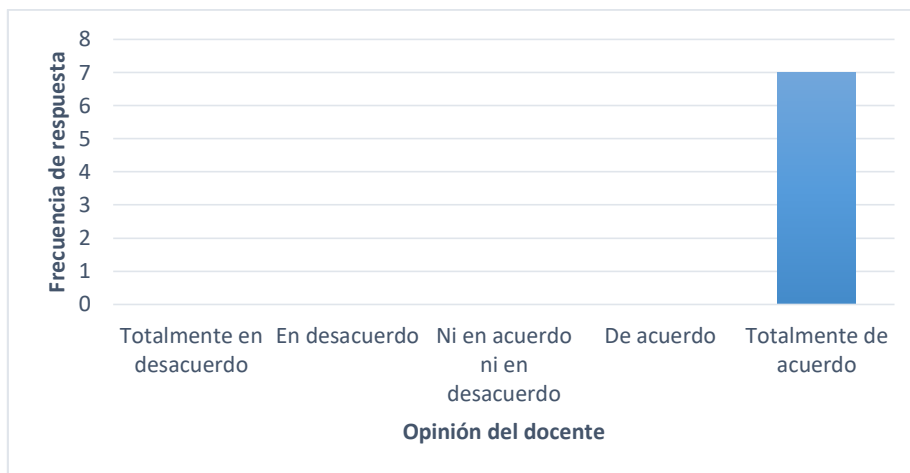 Frecuencia de respuesta
8
7
6
5
4
3
2
1
0
Totalmente en
desacuerdo
En desacuerdo
Ni en acuerdo
ni en
desacuerdo
De acuerdo
Totalmente de
acuerdo
Opinión del docente